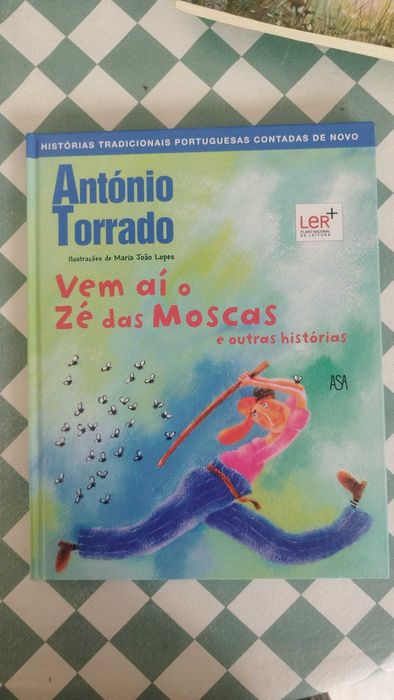 HISTÓRIAS TRADICIONAIS PORTUGUESAS CONTADAS DE NOVO
António
Torrado
Ilustrações de Maria João Lopes
LeR+
PLANO NACIONAL
DE LEITURA
Vem aí o
Zé das Moscas
e outras histórias
ASA